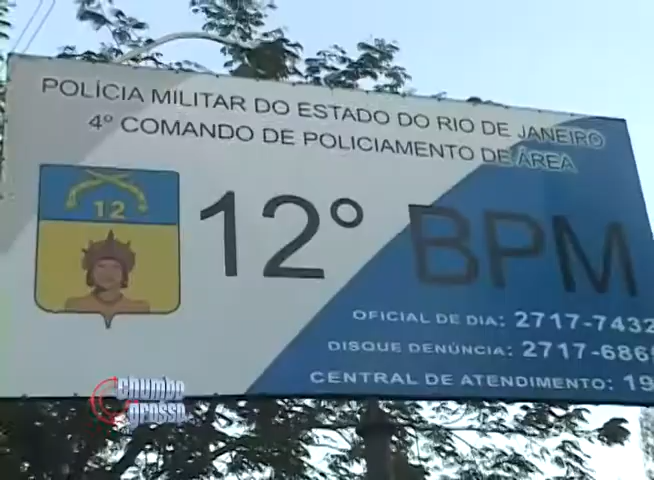 POLÍCIA MILITAR DO ESTADO DO RIO DE JANEIRO
4º COMANDO DE POLICIAMENTO DE ÁREA
12
12º BPM
OFICIAL DE DIA: 2717-7432
DISQUE DENÚNCIA: 2717-686
CENTRAL DE ATENDIMENTO: 19
chumbo
grosso